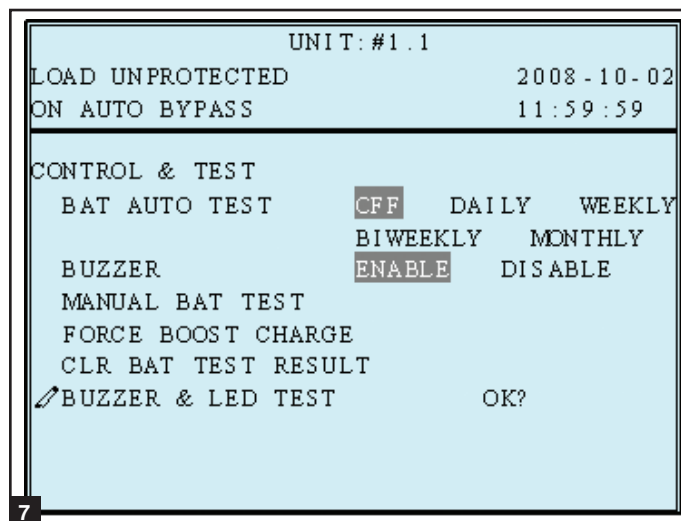 UNIT:#1.1
LOAD UNPROTECTED 2008-10-02
ON AUTO BYPASS 11:59:59
CONTROL & TEST
BAT AUTO TEST CFF DAILY WEEKLY
BIWEEKLY MONTHLY
BUZZER ENABLE DISABLE
MANUAL BAT TEST
FORCE BOOST CHARGE
CLR BAT TEST RESULT
BUZZER & LED TEST OK?
7